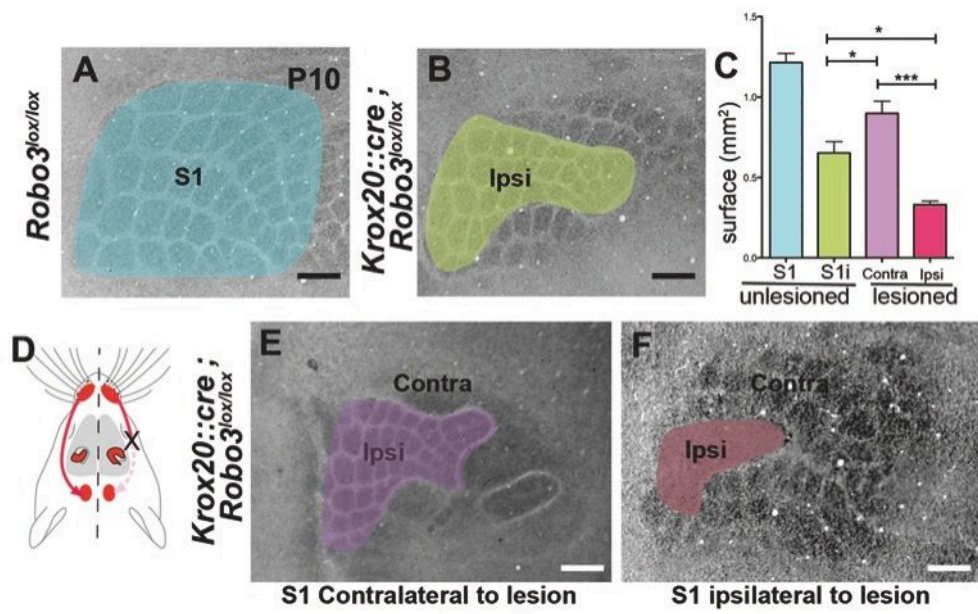 A
P10
Robo3lox/lox
S1
B
Krox20::cre ;
Robo3lox/lox
Ipsi
C
surface (mm²)
1.5
1.0
0.5
0.0
*
*
***
S1
S1i
Contra
Ipsi
unlesioned
lesioned
D
X
Krox20::cre ;
Robo3lox/lox
E
Contra
Ipsi
S1 Contralateral to lesion
F
Contra
Ipsi
S1 ipsilateral to lesion